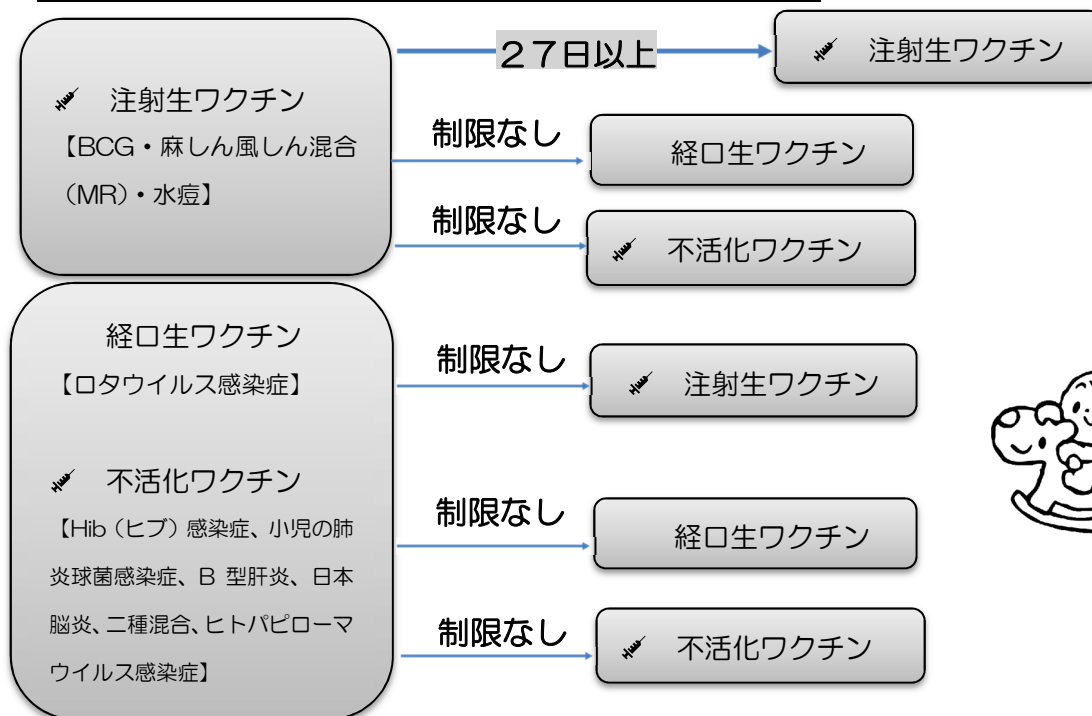 注射生ワクチン
【BCG・麻しん風しん混合
（MR）・水痘】
２７日以上
注射生ワクチン
制限なし
経口生ワクチン
制限なし
不活化ワクチン
経口生ワクチン
【ロタウイルス感染症】
不活化ワクチン
【Hib（ヒブ）感染症、小児の肺
炎球菌感染症、B 型肝炎、日本
脳炎、二種混合、ヒトパピローマ
ウイルス感染症】
制限なし
注射生ワクチン
制限なし
経口生ワクチン
制限なし
不活化ワクチン